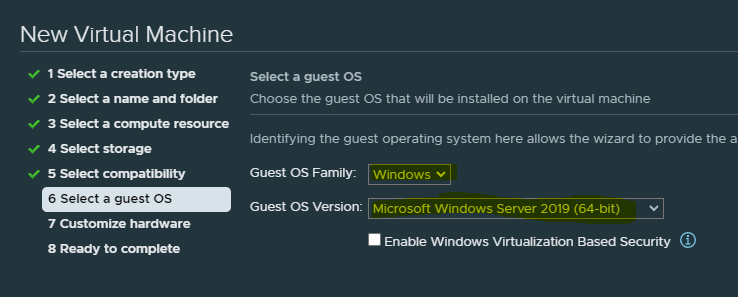 New Virtual Machine
1 Select a creation type
2 Select a name and folder
3 Select a compute resource
4 Select storage
5 Select compatibility
6 Select a guest OS
7 Customize hardware
8 Ready to complete
Select a guest OS
Choose the guest OS that will be installed on the virtual machine
Identifying the guest operating system here allows the wizard to provide the a
Guest OS Family: Windows
Guest OS Version: Microsoft Windows Server 2019 (64-bit)
Enable Windows Virtualization Based Security